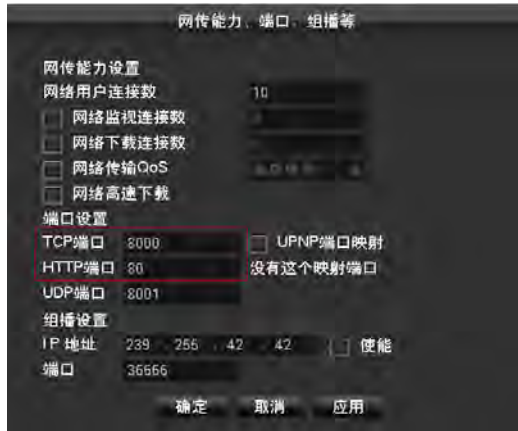 网传能力、端口、组播等
网传能力设置
网络用户连接数 10
网络监视连接数
网络下载连接数
网络传输QoS
网络高速下载
端口设置
TCP端口 8000 UPNP端口映射
HTTP端口 80 没有这个映射端口
UDP端口 8001
组播设置
IP地址 239 . 255 . 42 . 42 使能
端口 36666
确定 取消 应用